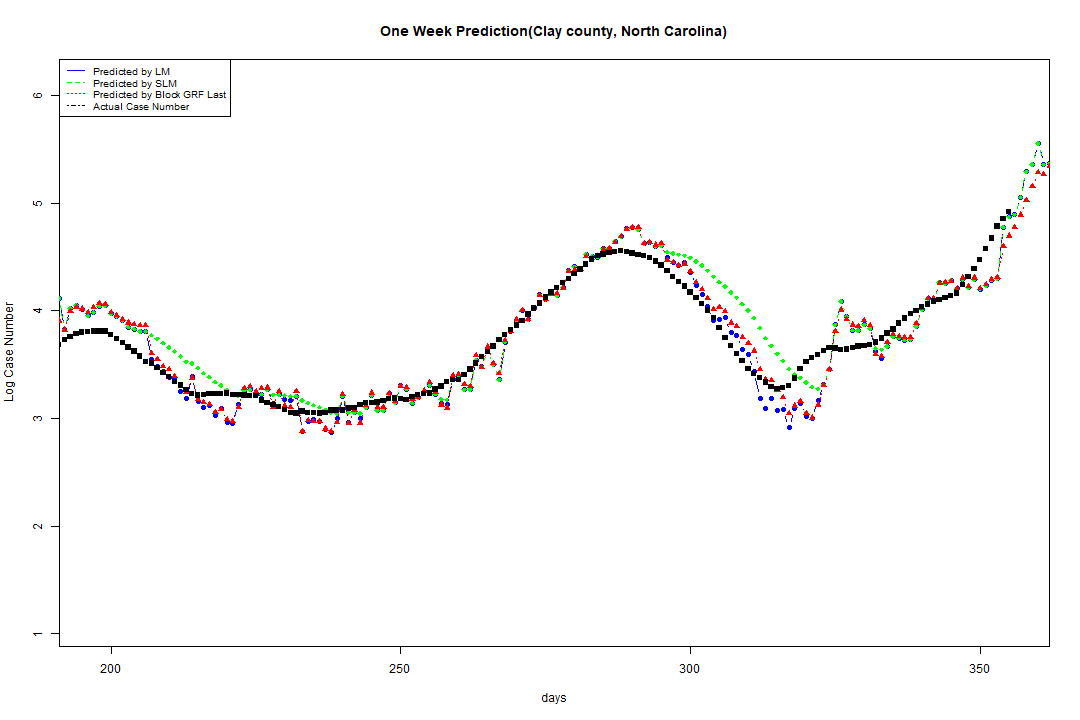 One Week Prediction(Clay county, North Carolina)
Predicted by LM
Predicted by SLM
Predicted by Block GRF Last
Actual Case Number
Log Case Number
6
5
4
3
2
1
200
250
300
350
days